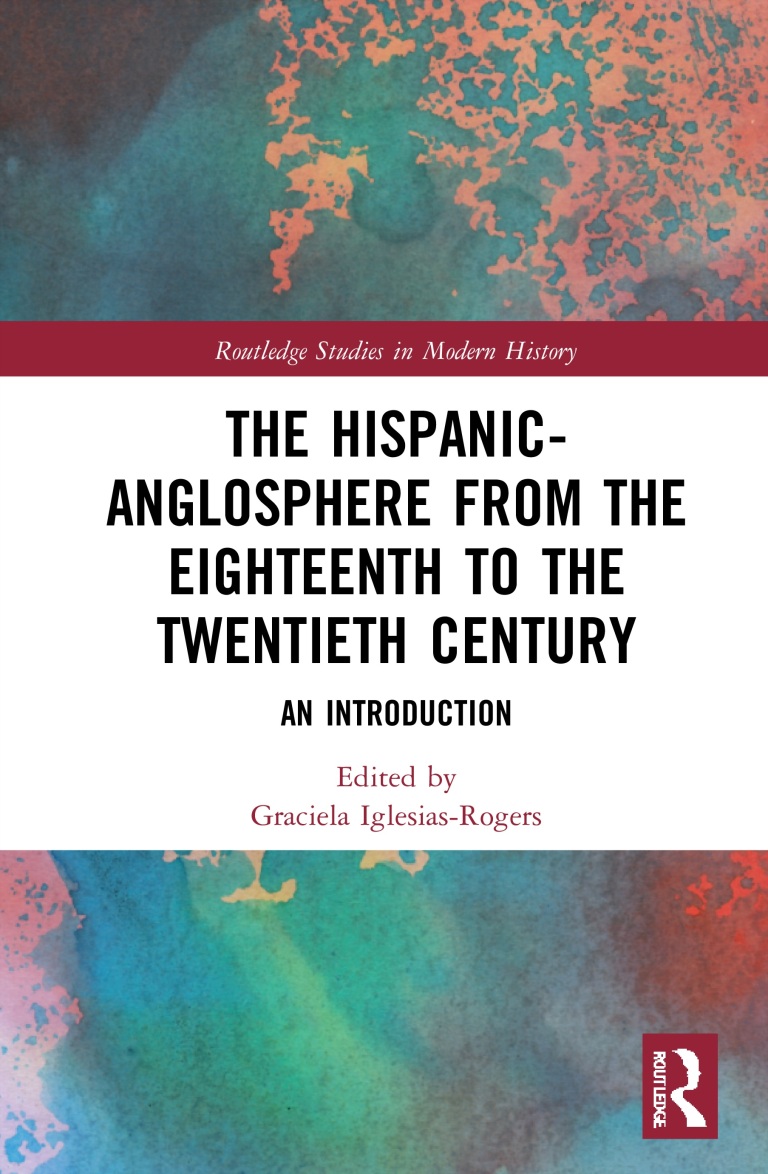 Routledge Studies in Modern History
THE HISPANIC-
ANGLOSPHERE FROM THE
EIGHTEENTH TO THE
TWENTIETH CENTURY
AN INTRODUCTION
Edited by
Graciela Iglesias-Rogers
ROUTLEDGE